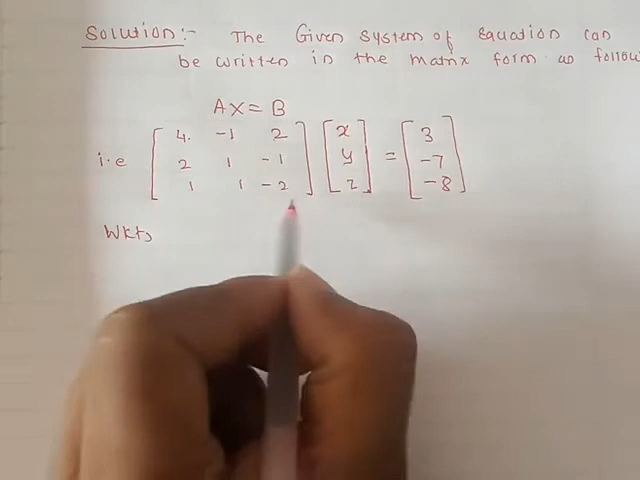 Solution:- The Given system of Equation can
be written in the matrix form as follow
AX = B
i.e [ 4. -1 2 ] [ x ] = [ 3 ]
[ 2 1 -1 ] [ y ] [ -7 ]
[ 1 1 -2 ] [ z ] [ -8 ]
WKT,